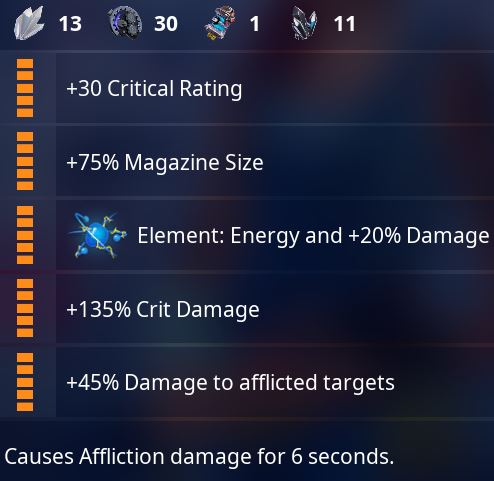 13 30 1 11
+30 Critical Rating
+75% Magazine Size
Element: Energy and +20% Damage
+135% Crit Damage
+45% Damage to afflicted targets
Causes Affliction damage for 6 seconds.